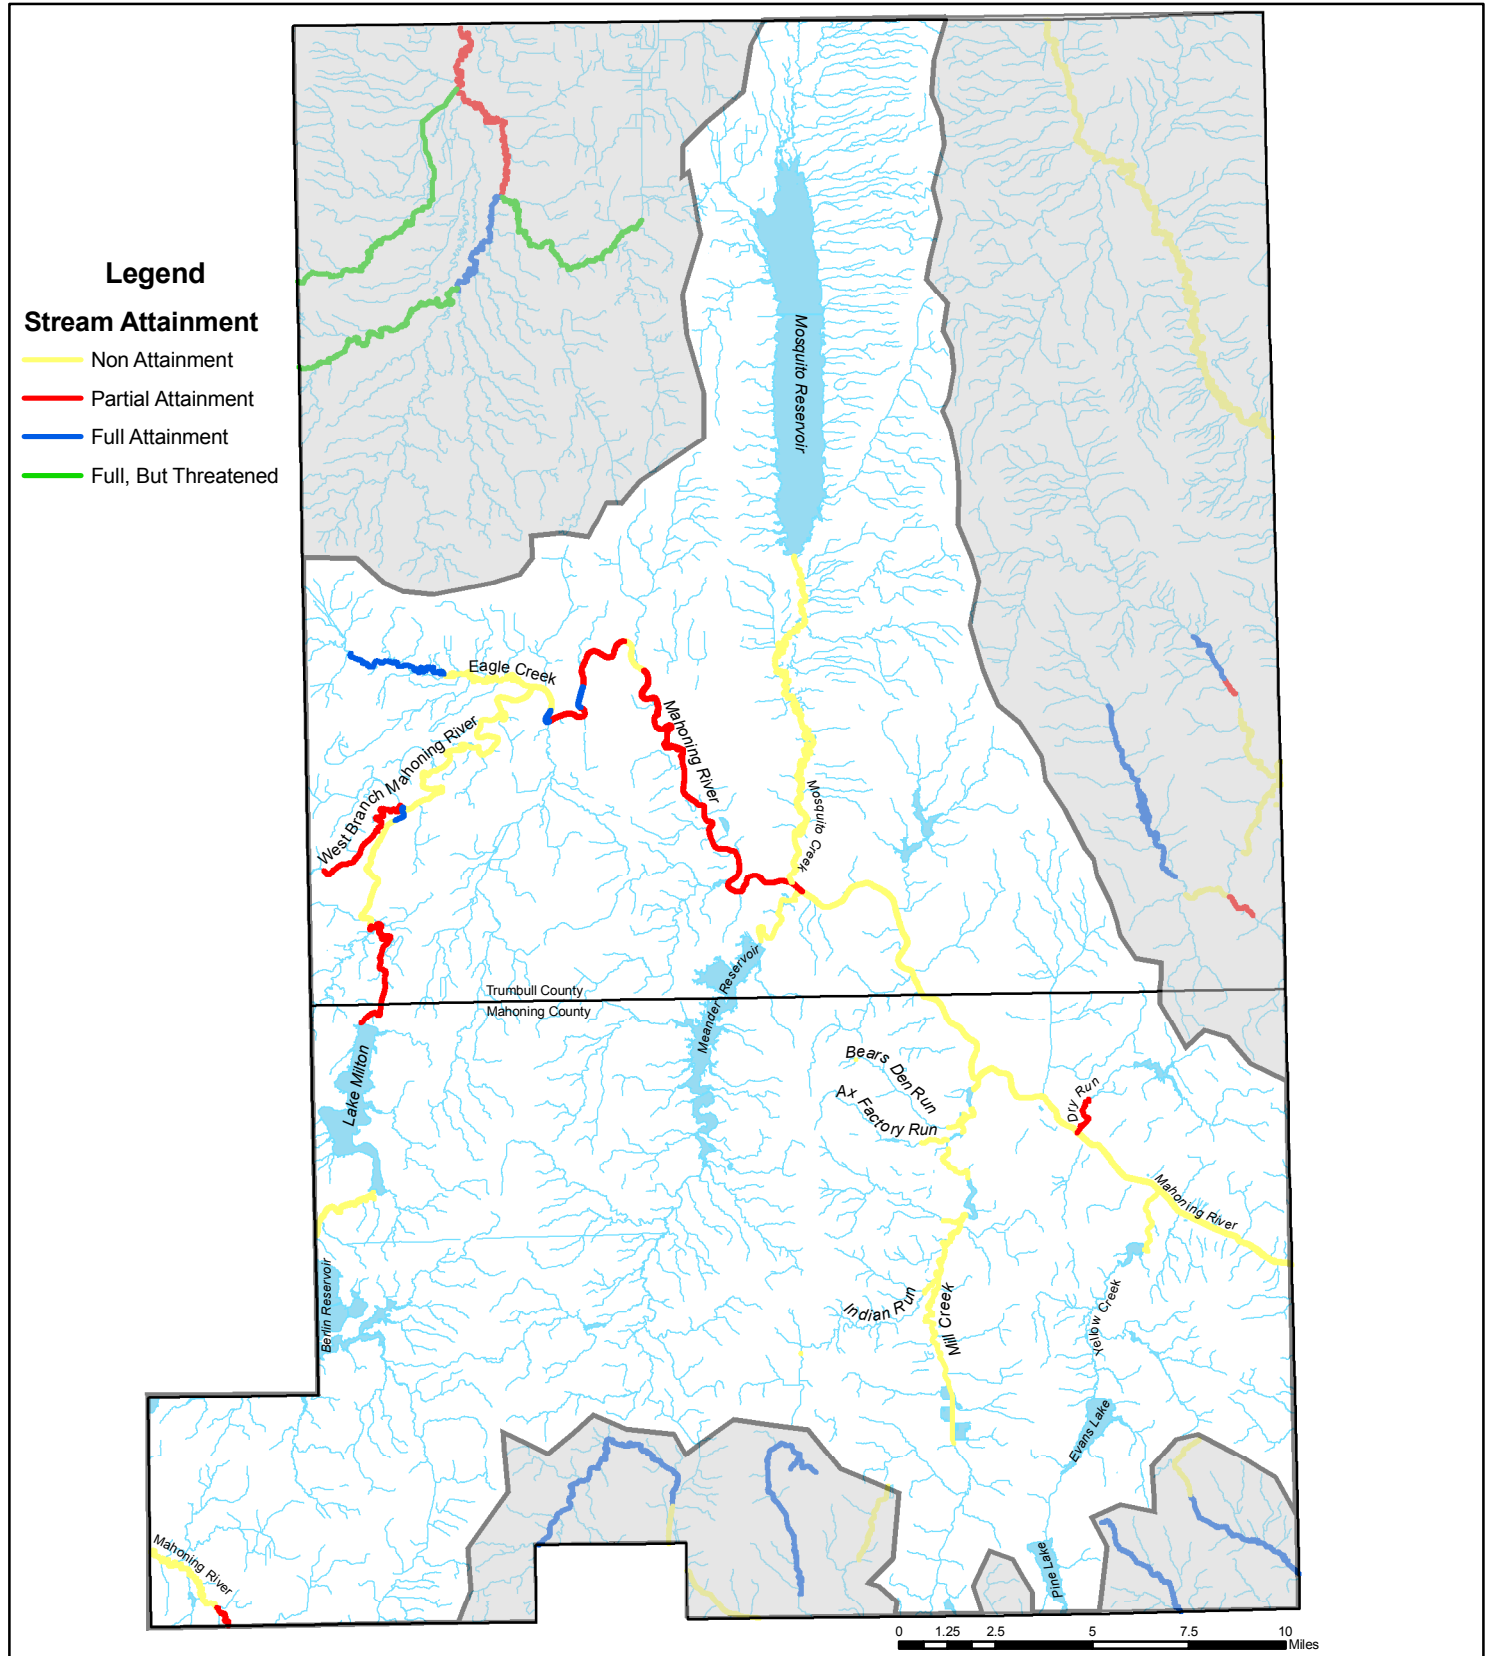 Legend
Stream Attainment
Non Attainment
Partial Attainment
Full Attainment
Full, But Threatened
Mosquito Reservoir
Eagle Creek
West Branch Mahoning River
Mahoning River
Mosquito Creek
Meander Reservoir
Trumbull County
Mahoning County
Lake Milton
Bears Den Run
Ax Factory Run
Dry Run
Mahoning River
Berlin Reservoir
Indian Run
Mill Creek
Yellow Creek
Evans Lake
Mahoning River
Pine Lake
0 1.25 2.5 5 7.5 10
Miles